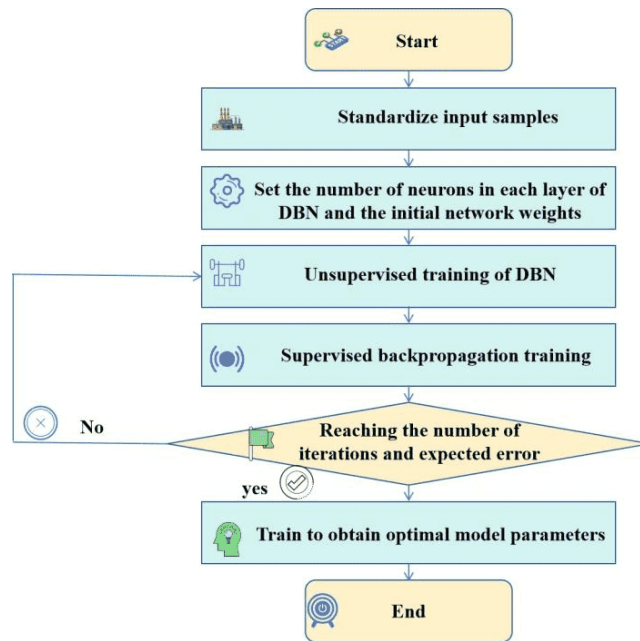 Start
Standardize input samples
Set the number of neurons in each layer of
DBN and the initial network weights
Unsupervised training of DBN
Supervised backpropagation training
No
Reaching the number of
iterations and expected error
yes
Train to obtain optimal model parameters
End